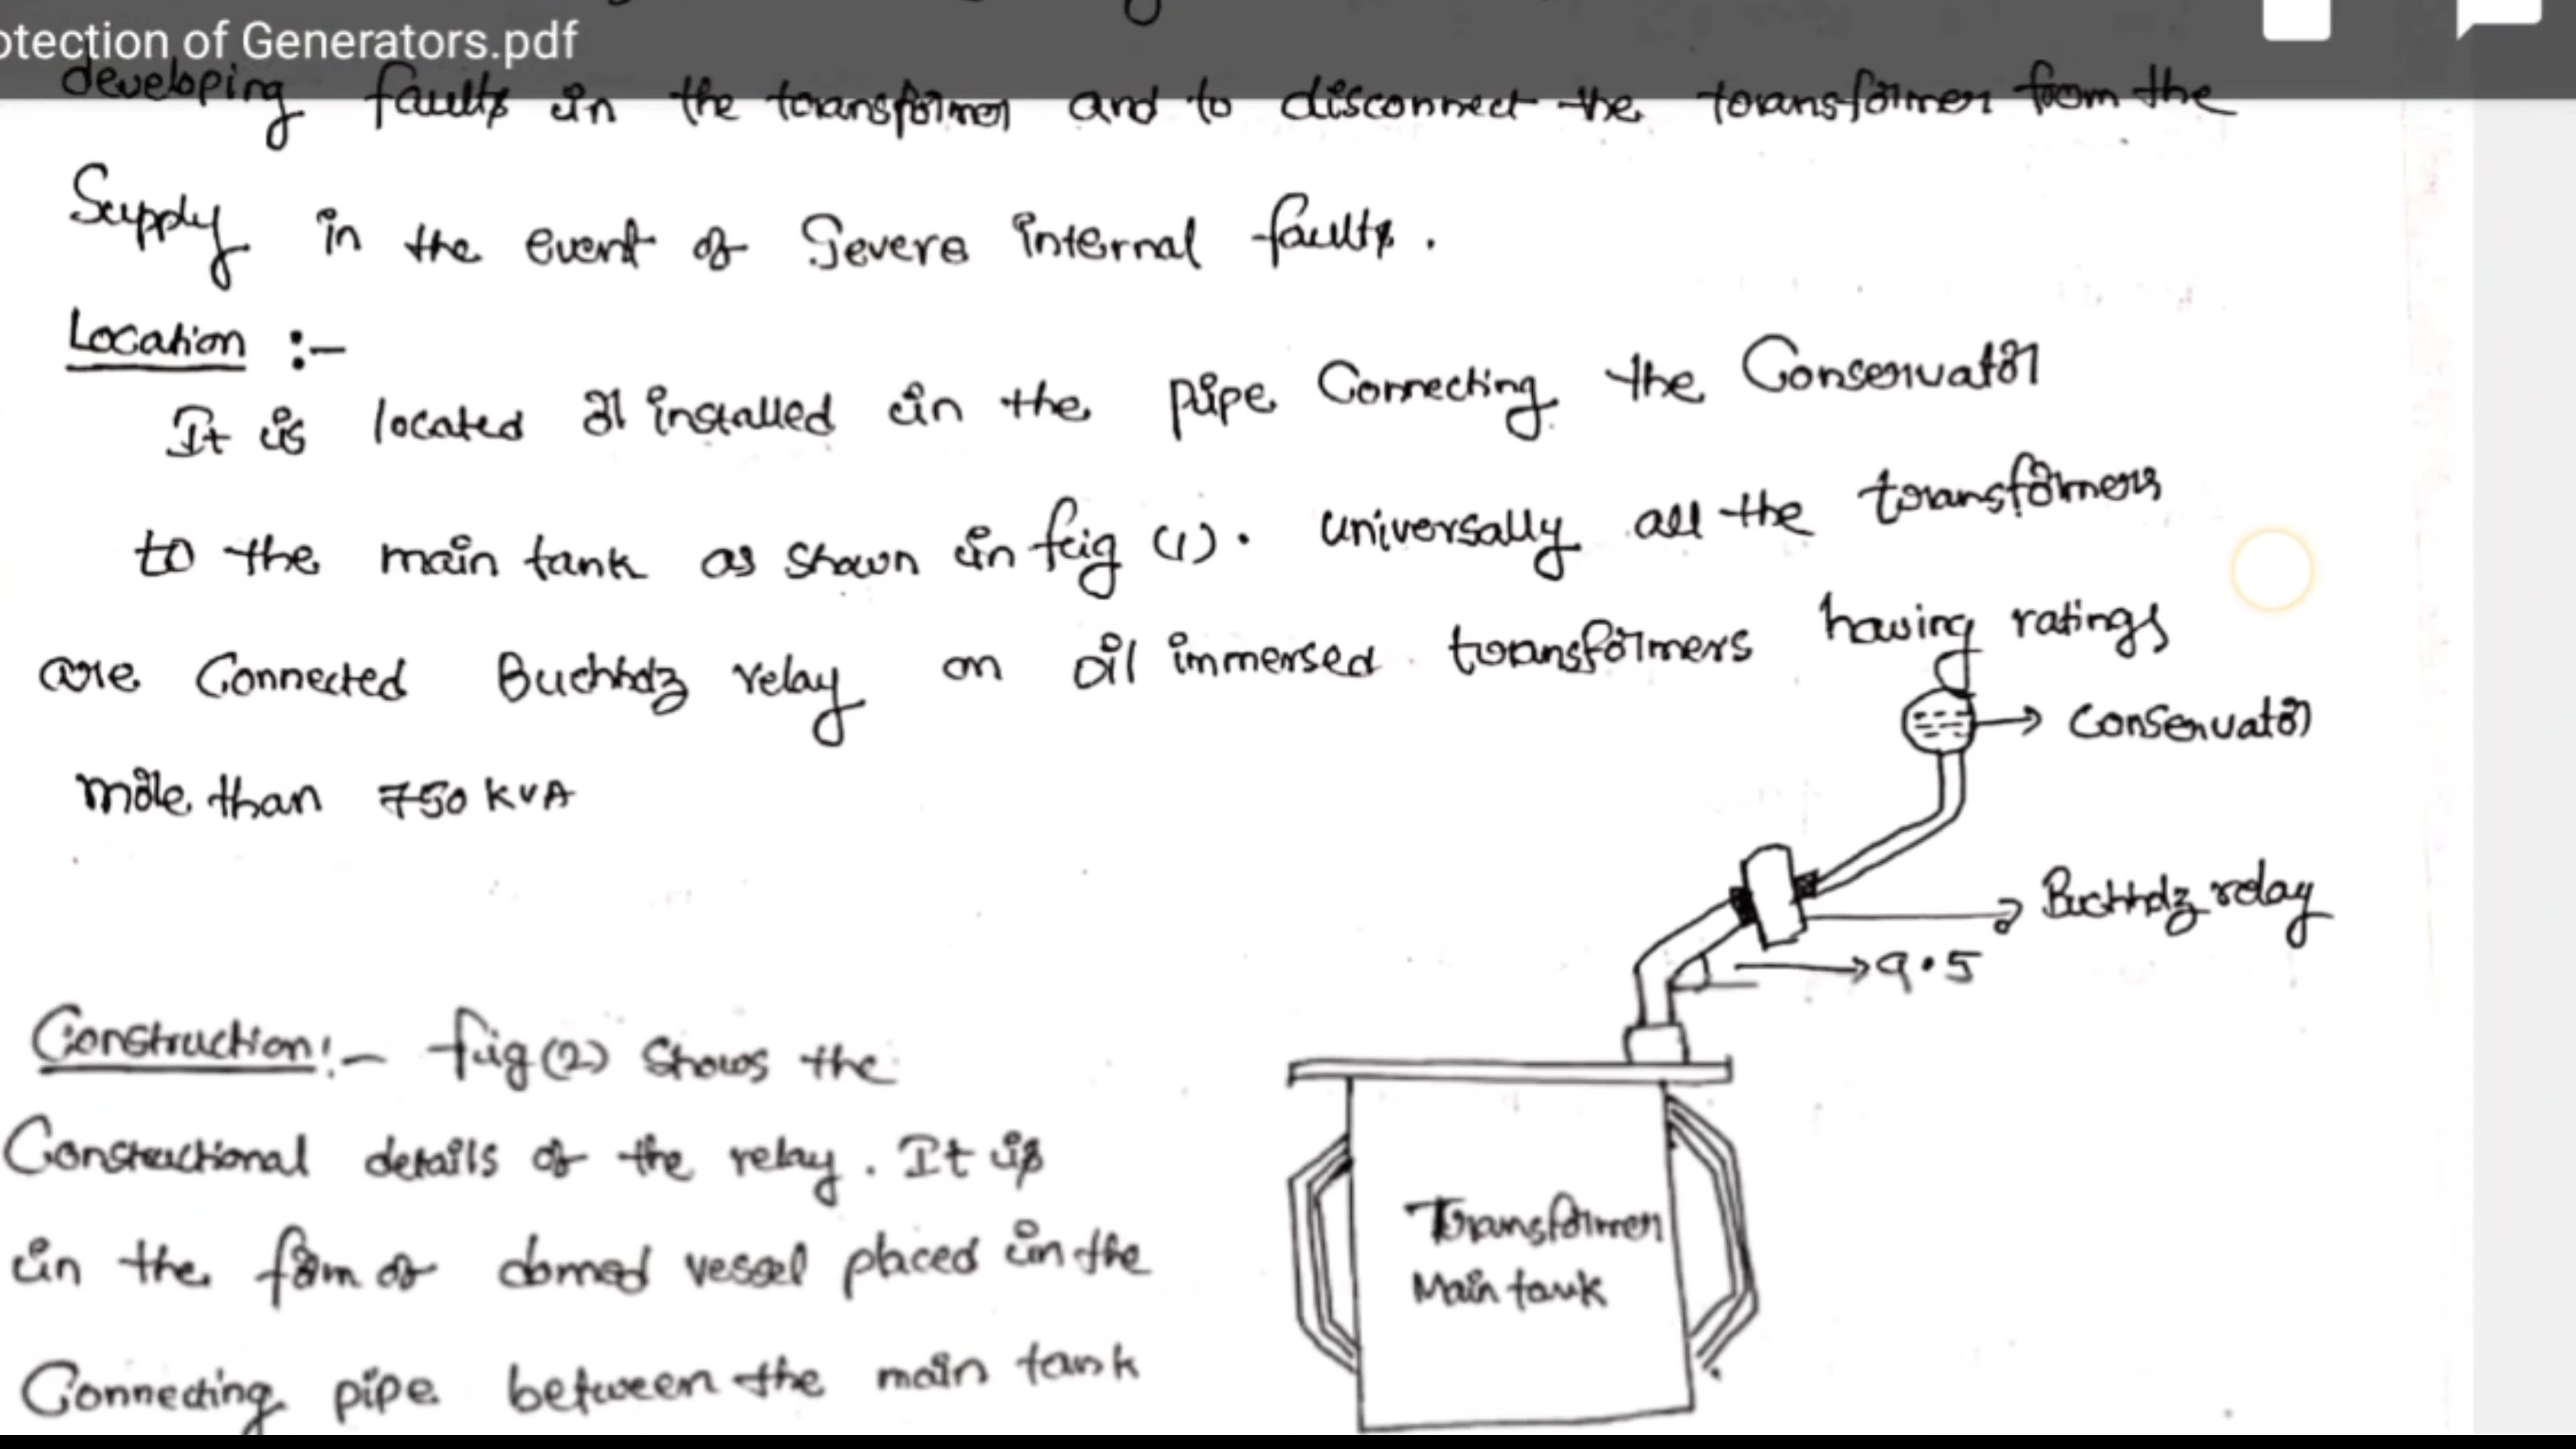 otection of Generators.pdf
developing faults in the transformer and to disconnect the transformer from the
Supply in the event of Severe internal faults.
Location :-
It is located or installed in the pipe Connecting the Conservator
to the main tank as shown in fig (1). universally all the transformers
are Connected Buchholz relay on oil immersed transformers having ratings
more than 750 KVA
→ Conservator
→ Buchholz relay
→ 9.5
Construction:- fig (2) Shows the
Constructional details of the relay. It is
in the form of domed vessel placed in the
Connecting pipe between the main tank
Transformer
Main tank